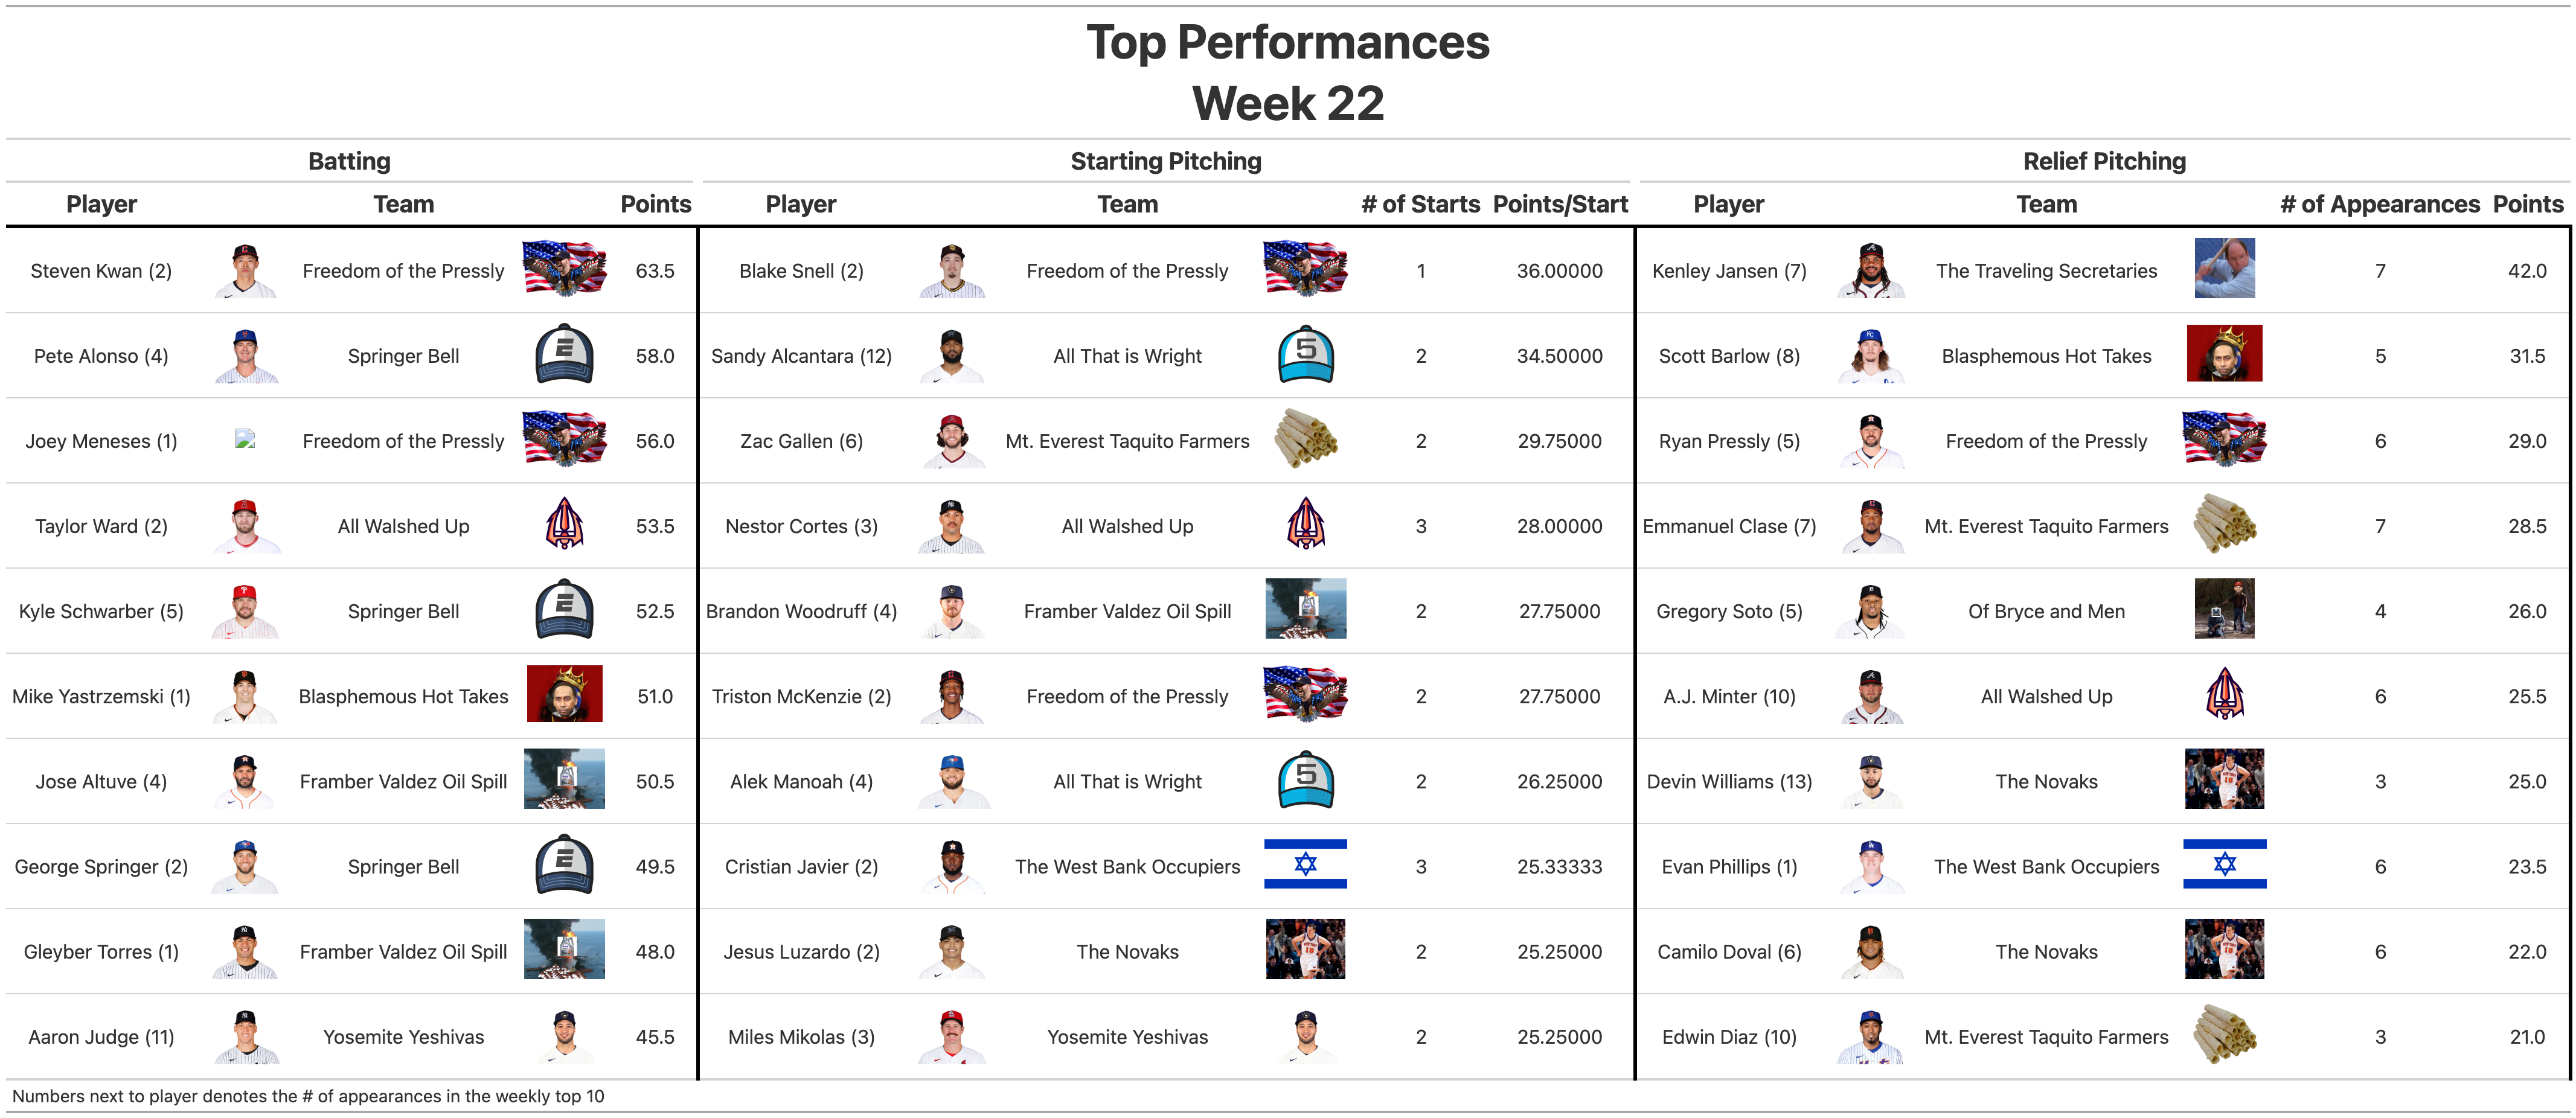 Top Performances
Week 22
Batting Starting Pitching Relief Pitching
Player Team Points Player Team # of Starts Points/Start Player Team # of Appearances Points
Steven Kwan (2) Freedom of the Pressly 63.5 Blake Snell (2) Freedom of the Pressly 1 36.00000 Kenley Jansen (7) The Traveling Secretaries 7 42.0
Pete Alonso (4) Springer Bell E 58.0 Sandy Alcantara (12) All That is Wright 5 2 34.50000 Scott Barlow (8) Blasphemous Hot Takes 5 31.5
Joey Meneses (1) Freedom of the Pressly 56.0 Zac Gallen (6) Mt. Everest Taquito Farmers 2 29.75000 Ryan Pressly (5) Freedom of the Pressly 6 29.0
Taylor Ward (2) All Walshed Up 53.5 Nestor Cortes (3) All Walshed Up 3 28.00000 Emmanuel Clase (7) Mt. Everest Taquito Farmers 7 28.5
Kyle Schwarber (5) Springer Bell E 52.5 Brandon Woodruff (4) Framber Valdez Oil Spill 2 27.75000 Gregory Soto (5) Of Bryce and Men 4 26.0
Mike Yastrzemski (1) Blasphemous Hot Takes 51.0 Triston McKenzie (2) Freedom of the Pressly 2 27.75000 A.J. Minter (10) All Walshed Up 6 25.5
Jose Altuve (4) Framber Valdez Oil Spill 50.5 Alek Manoah (4) All That is Wright 5 2 26.25000 Devin Williams (13) The Novaks 3 25.0
George Springer (2) Springer Bell E 49.5 Cristian Javier (2) The West Bank Occupiers 3 25.33333 Evan Phillips (1) The West Bank Occupiers 6 23.5
Gleyber Torres (1) Framber Valdez Oil Spill 48.0 Jesus Luzardo (2) The Novaks 2 25.25000 Camilo Doval (6) The Novaks 6 22.0
Aaron Judge (11) Yosemite Yeshivas 45.5 Miles Mikolas (3) Yosemite Yeshivas 2 25.25000 Edwin Diaz (10) Mt. Everest Taquito Farmers 3 21.0
Numbers next to player denotes the # of appearances in the weekly top 10